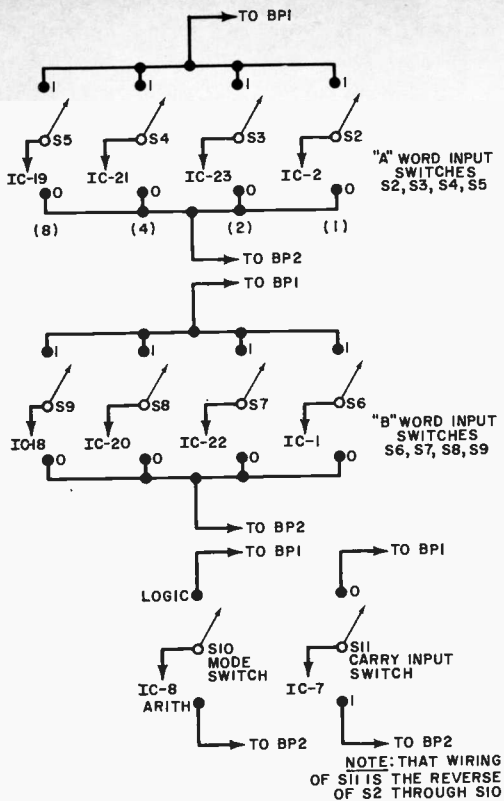 TO BP1
1 1 1 1
S5 S4 S3 S2
IC-19 IC-21 IC-23 IC-2
"A" WORD INPUT
SWITCHES
S2, S3, S4, S5
0 0 0 0
(8) (4) (2) (1)
TO BP2
TO BP1
1 1 1 1
S9 S8 S7 S6
IC-18 IC-20 IC-22 IC-1
"B" WORD INPUT
SWITCHES
S6, S7, S8, S9
0 0 0 0
TO BP2
TO BP1 TO BP1
LOGIC 0
S10 S11
MODE CARRY INPUT
SWITCH SWITCH
IC-8 IC-7
ARITH 1
TO BP2 TO BP2
NOTE: THAT WIRING
OF S11 IS THE REVERSE
OF S2 THROUGH S10